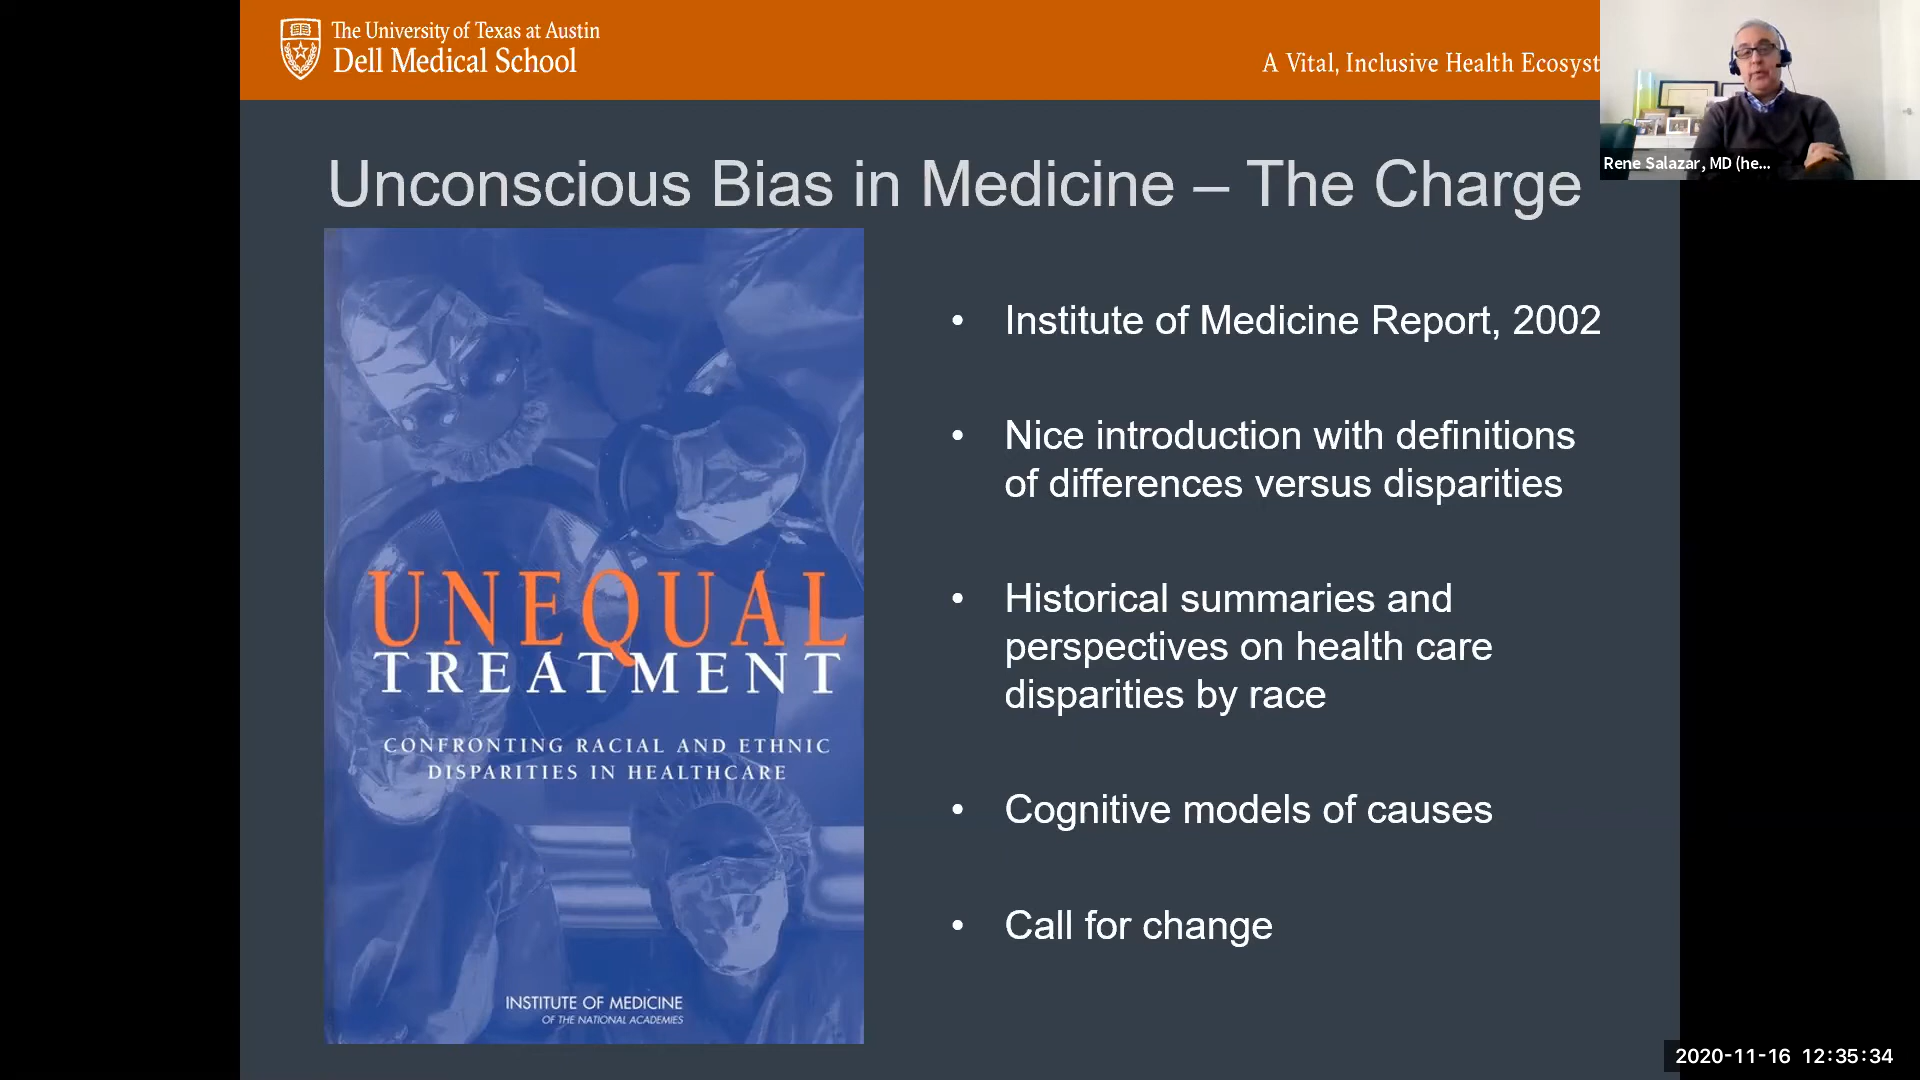 The University of Texas at Austin
Dell Medical School
A Vital, Inclusive Health Ecosyst
Rene Salazar, MD (he...
Unconscious Bias in Medicine – The Charge
UNEQUAL
TREATMENT
CONFRONTING RACIAL AND ETHNIC
DISPARITIES IN HEALTHCARE
INSTITUTE OF MEDICINE
OF THE NATIONAL ACADEMIES
• Institute of Medicine Report, 2002
• Nice introduction with definitions
of differences versus disparities
• Historical summaries and
perspectives on health care
disparities by race
• Cognitive models of causes
• Call for change
2020-11-16 12:35:34